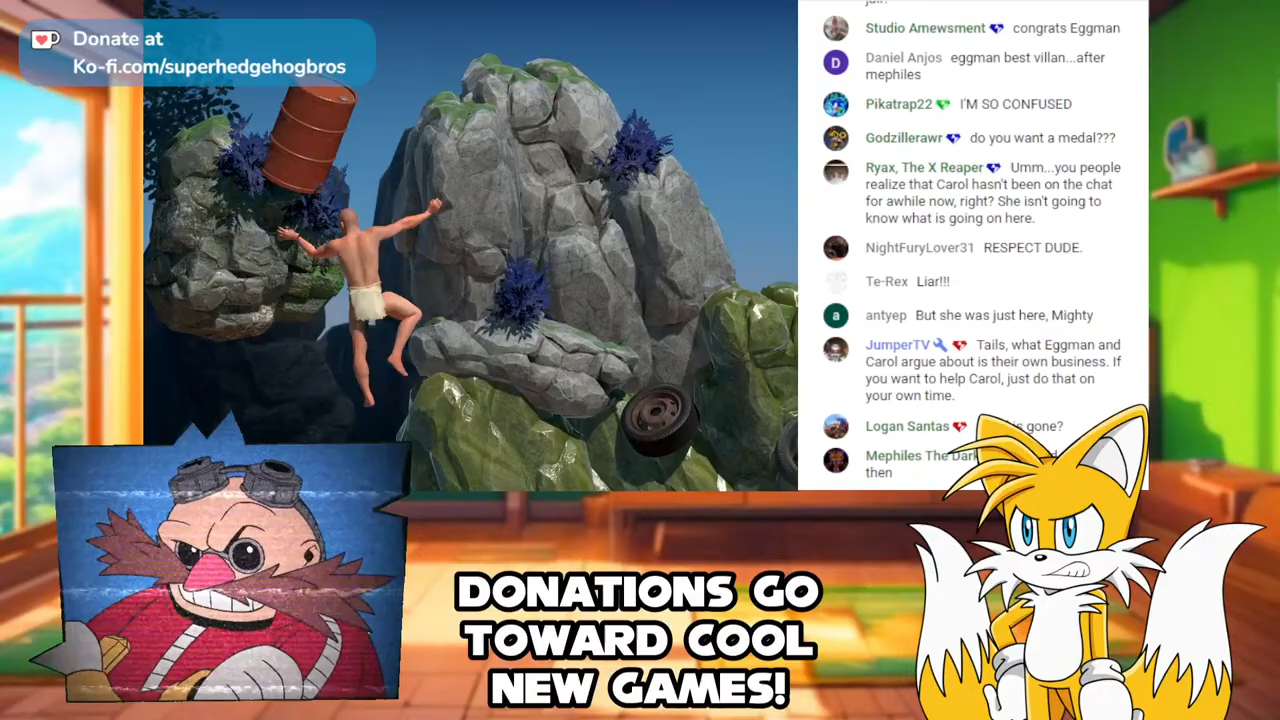 Donate at
Ko-fi.com/superhedgehogbros
Studio Amewsment congrats Eggman
Daniel Anjos eggman best villan...after
mephiles
Pikatrap22 I'M SO CONFUSED
Godzillerawr do you want a medal???
Ryax, The X Reaper Umm...you people
realize that Carol hasn't been on the chat
for awhile now, right? She isn't going to
know what is going on here.
NightFuryLover31 RESPECT DUDE.
Te-Rex Liar!!!
a antyep But she was just here, Mighty
JumperTV Tails, what Eggman and
Carol argue about is their own business. If
you want to help Carol, just do that on
your own time.
Logan Santas gone?
Mephiles The Dark
then
D
DONATIONS GO
TOWARD COOL
NEW GAMES!